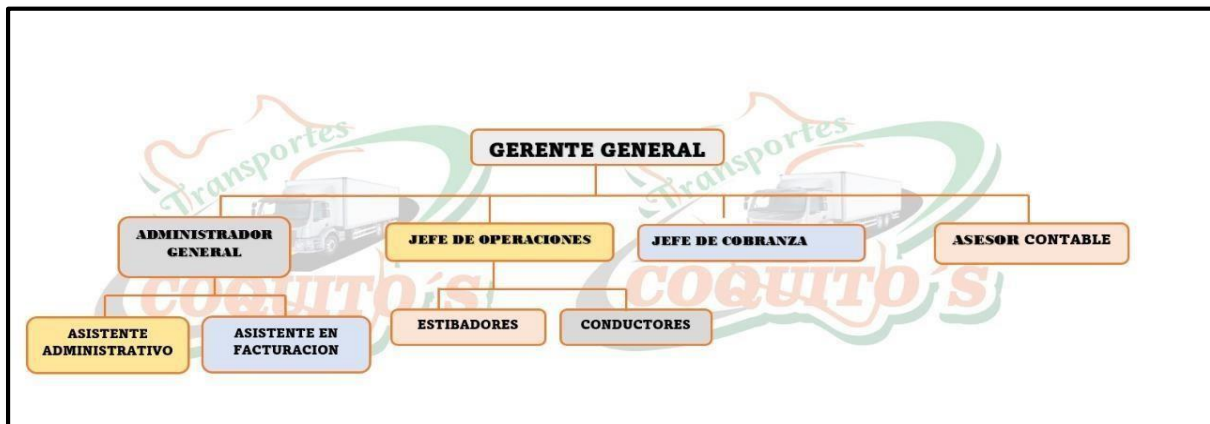 GERENTE GENERAL
ADMINISTRADOR
GENERAL
JEFE DE OPERACIONES
JEFE DE COBRANZA
ASESOR CONTABLE
ASISTENTE
ADMINISTRATIVO
ASISTENTE EN
FACTURACION
ESTIBADORES
CONDUCTORES
Transportes
COQUITO´S
Transportes
COQUITO´S